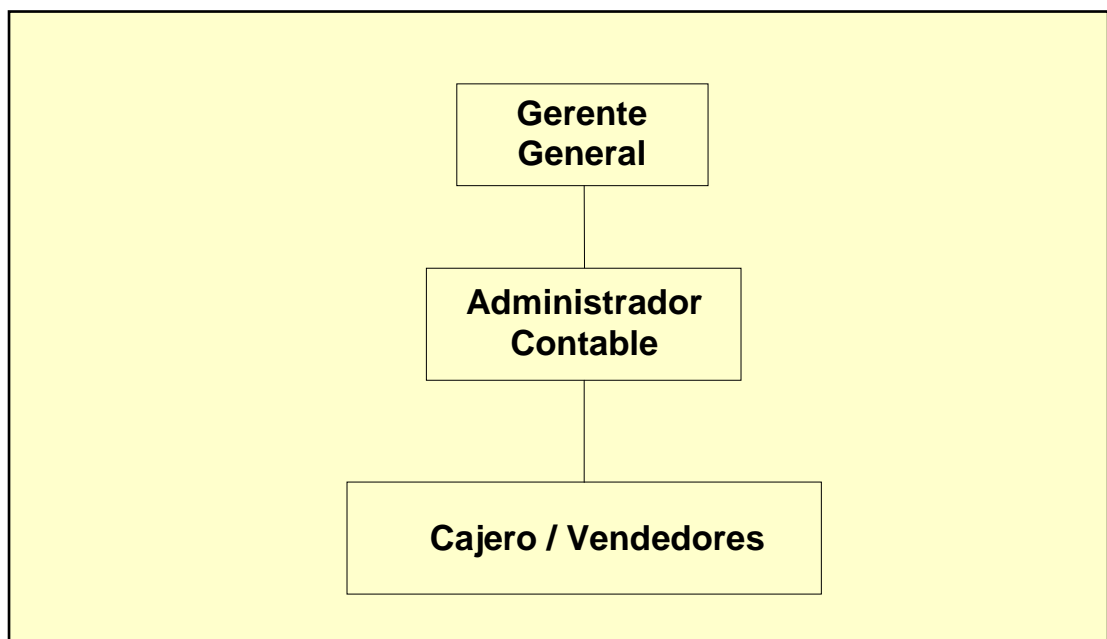 Gerente
General
Administrador
Contable
Cajero / Vendedores